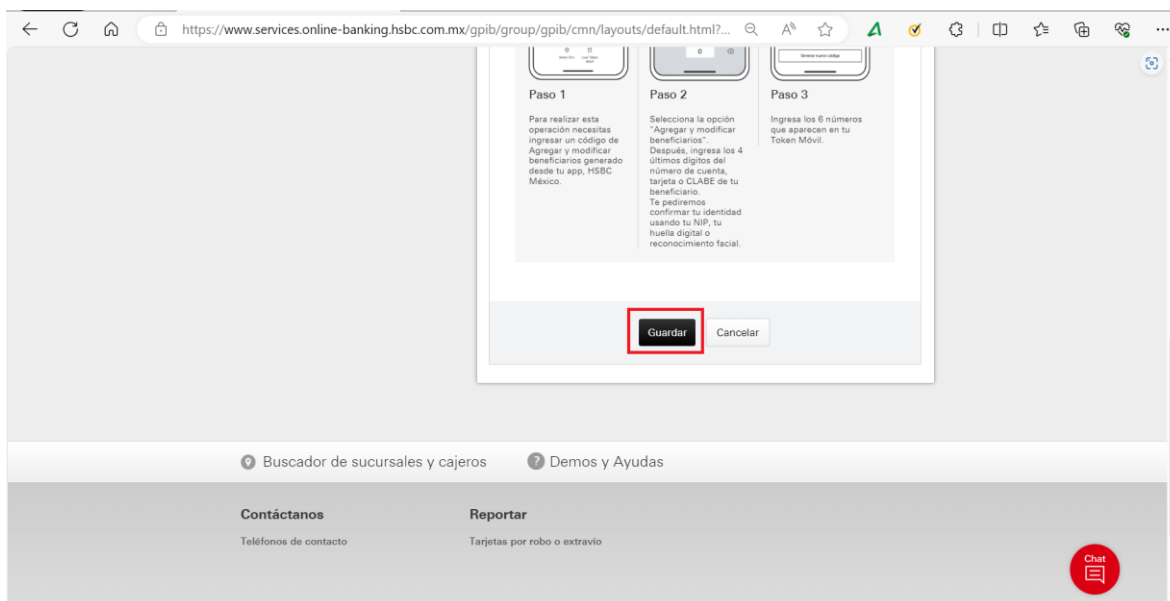 https://www.services.online-banking.hsbc.com.mx/gpib/group/gpib/cmn/layouts/default.html?...
Generar nuevo código
Paso 1
Para realizar esta
operación necesitas
ingresar un código de
Agregar y modificar
beneficiarios generado
desde tu app, HSBC
México.
Paso 2
Selecciona la opción
"Agregar y modificar
beneficiarios".
Después, ingresa los 4
últimos dígitos del
número de cuenta,
tarjeta o CLABE de tu
beneficiario.
Te pediremos
confirmar tu identidad
usando tu NIP, tu
huella digital o
reconocimiento facial.
Paso 3
Ingresa los 6 números
que aparecen en tu
Token Móvil.
Guardar
Cancelar
Buscador de sucursales y cajeros
Demos y Ayudas
Contáctanos
Teléfonos de contacto
Reportar
Tarjetas por robo o extravío
Chat